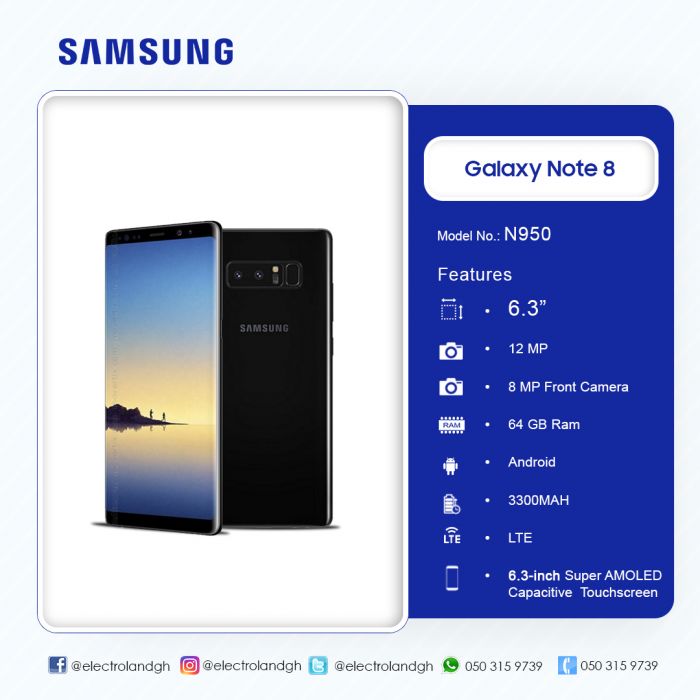 SAMSUNG
Galaxy Note 8
Model No.: N950
Features
• 6.3”
• 12 MP
• 8 MP Front Camera
RAM • 64 GB Ram
• Android
• 3300MAH
LTE • LTE
• 6.3-inch Super AMOLED
Capacitive Touchscreen
SAMSUNG
@electrolandgh @electrolandgh @electrolandgh 050 315 9739 050 315 9739